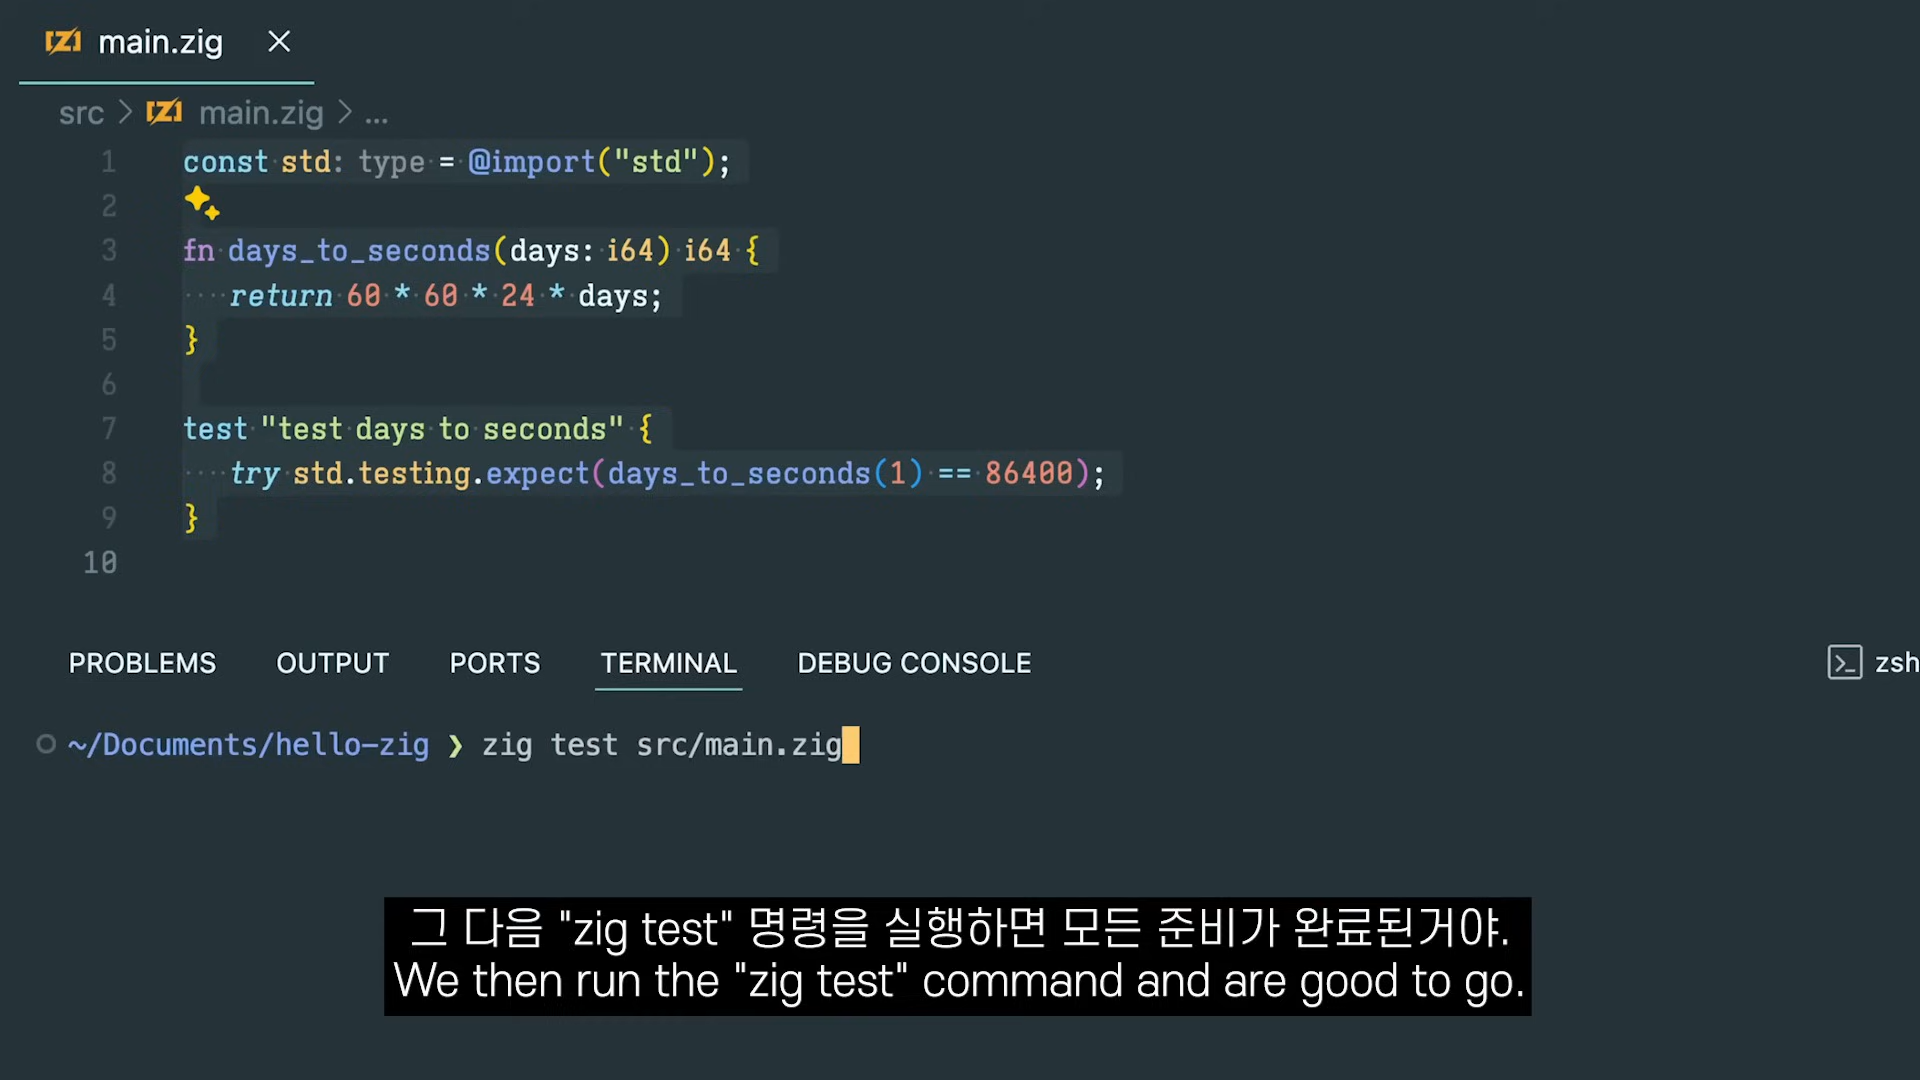 main.zig
src > main.zig > ...
1 const std: type = @import("std");
2
3 fn days_to_seconds(days: i64) i64 {
4 return 60 * 60 * 24 * days;
5 }
6
7 test "test days to seconds" {
8 try std.testing.expect(days_to_seconds(1) == 86400);
9 }
10
PROBLEMS OUTPUT PORTS TERMINAL DEBUG CONSOLE zsh
~/Documents/hello-zig ❯ zig test src/main.zig
그 다음 "zig test" 명령을 실행하면 모든 준비가 완료된거야.
We then run the "zig test" command and are good to go.